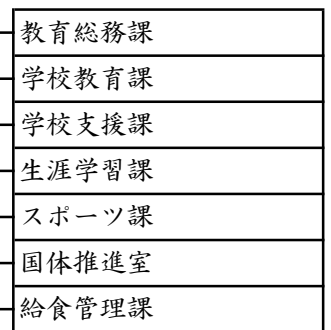 教育総務課
学校教育課
学校支援課
生涯学習課
スポーツ課
国体推進室
給食管理課